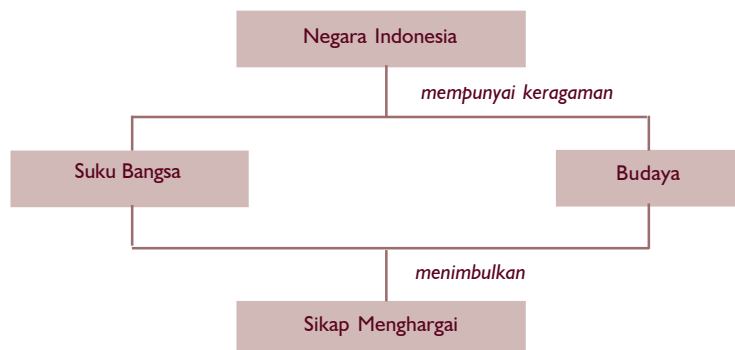 Negara Indonesia
mempunyai keragaman
Suku Bangsa
Budaya
menimbulkan
Sikap Menghargai